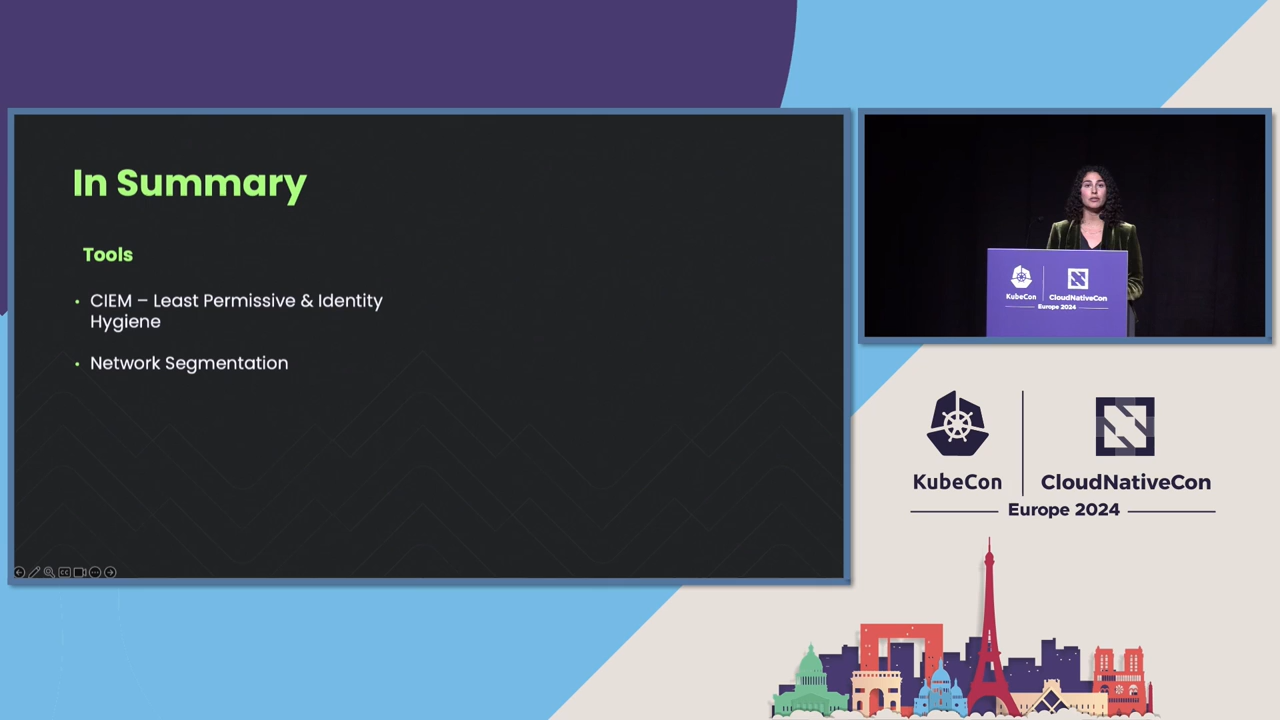 In Summary
Tools
• CIEM – Least Permissive & Identity
Hygiene
• Network Segmentation
KubeCon
CloudNativeCon
Europe 2024
KubeCon
CloudNativeCon
Europe 2024